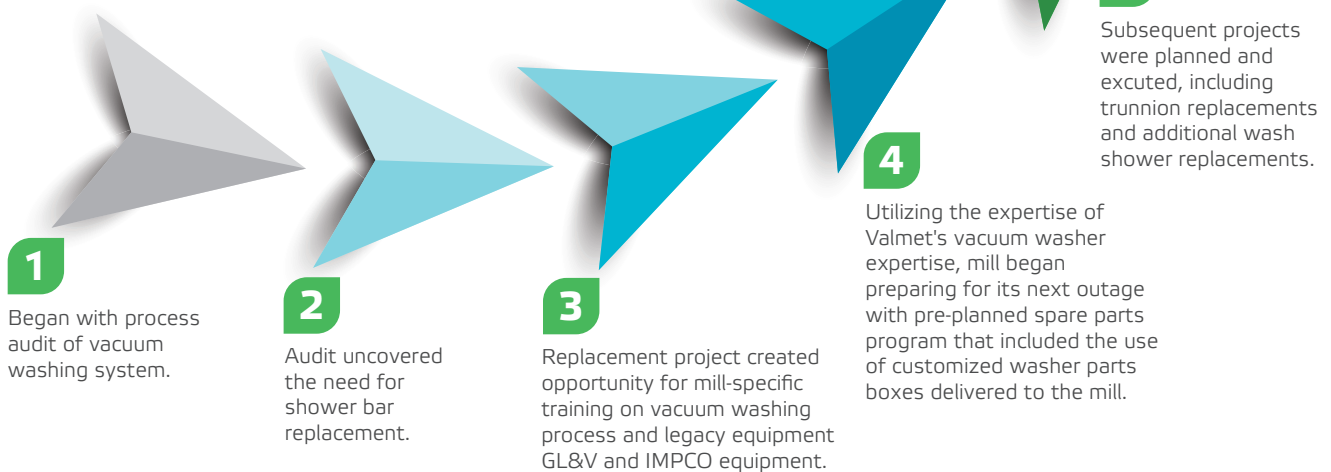 1
Began with process
audit of vacuum
washing system.
2
Audit uncovered
the need for
shower bar
replacement.
3
Replacement project created
opportunity for mill-specific
training on vacuum washing
process and legacy equipment
GL&V and IMPCO equipment.
4
Utilizing the expertise of
Valmet's vacuum washer
expertise, mill began
preparing for its next outage
with pre-planned spare parts
program that included the use
of customized washer parts
boxes delivered to the mill.
Subsequent projects
were planned and
excuted, including
trunnion replacements
and additional wash
shower replacements.